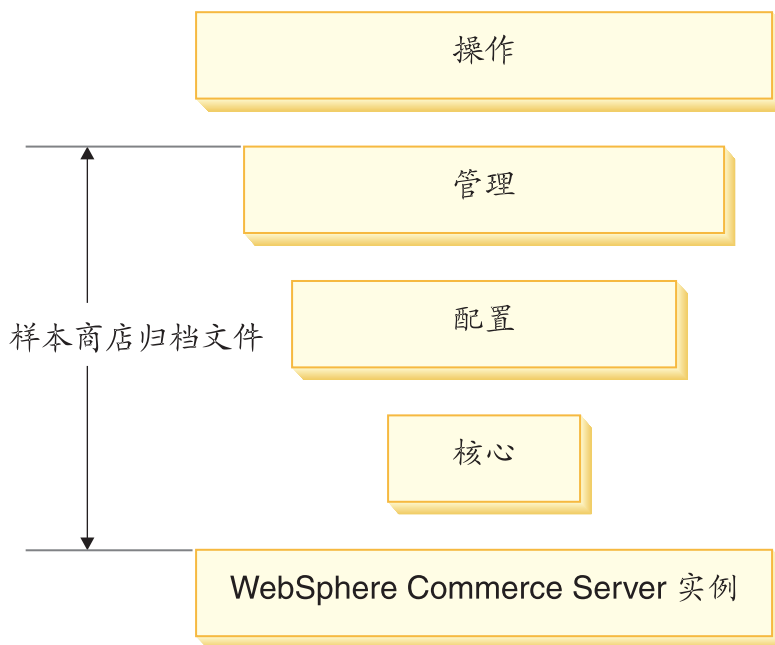 操作
管理
配置
样本商店归档文件
核心
WebSphere Commerce Server 实例